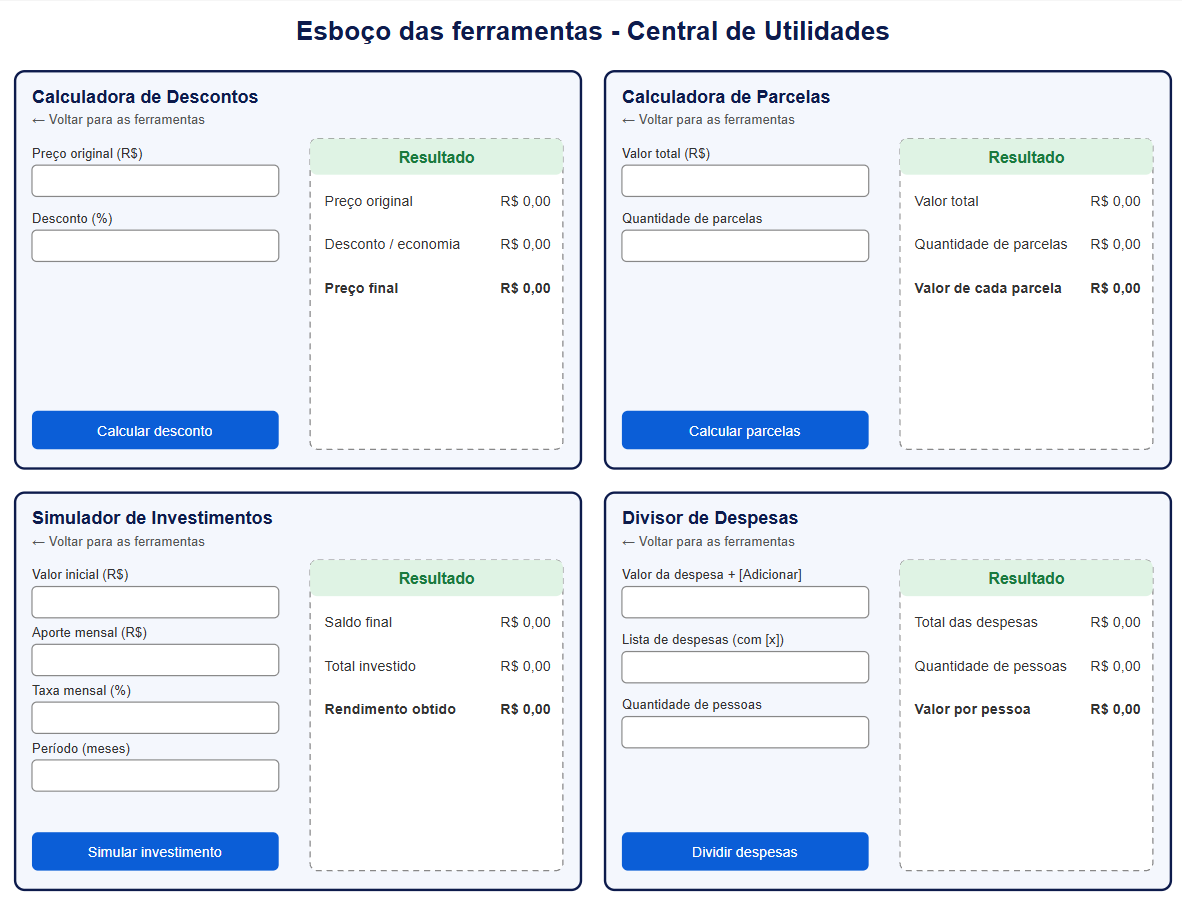 Esboço das ferramentas - Central de Utilidades
Calculadora de Descontos
← Voltar para as ferramentas
Preço original (R$)
Desconto (%)
Calcular desconto
Resultado
Preço original R$ 0,00
Desconto / economia R$ 0,00
Preço final R$ 0,00
Calculadora de Parcelas
← Voltar para as ferramentas
Valor total (R$)
Quantidade de parcelas
Calcular parcelas
Resultado
Valor total R$ 0,00
Quantidade de parcelas R$ 0,00
Valor de cada parcela R$ 0,00
Simulador de Investimentos
← Voltar para as ferramentas
Valor inicial (R$)
Aporte mensal (R$)
Taxa mensal (%)
Período (meses)
Simular investimento
Resultado
Saldo final R$ 0,00
Total investido R$ 0,00
Rendimento obtido R$ 0,00
Divisor de Despesas
← Voltar para as ferramentas
Valor da despesa + [Adicionar]
Lista de despesas (com [x])
Quantidade de pessoas
Dividir despesas
Resultado
Total das despesas R$ 0,00
Quantidade de pessoas R$ 0,00
Valor por pessoa R$ 0,00